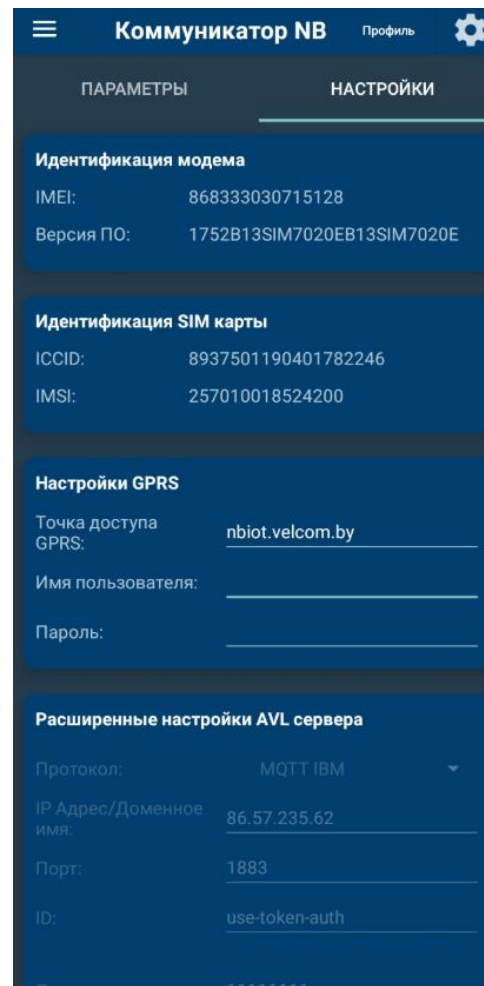 Коммуникатор NB Профиль
ПАРАМЕТРЫ НАСТРОЙКИ
Идентификация модема
IMEI: 868333030715128
Версия ПО: 1752B13SIM7020EB13SIM7020E
Идентификация SIM карты
ICCID: 8937501190401782246
IMSI: 257010018524200
Настройки GPRS
Точка доступа
GPRS: nbiot.velcom.by
Имя пользователя:
Пароль:
Расширенные настройки AVL сервера
Протокол: MQTT IBM
IP Адрес/Доменное
имя: 86.57.235.62
Порт: 1883
ID: use-token-auth